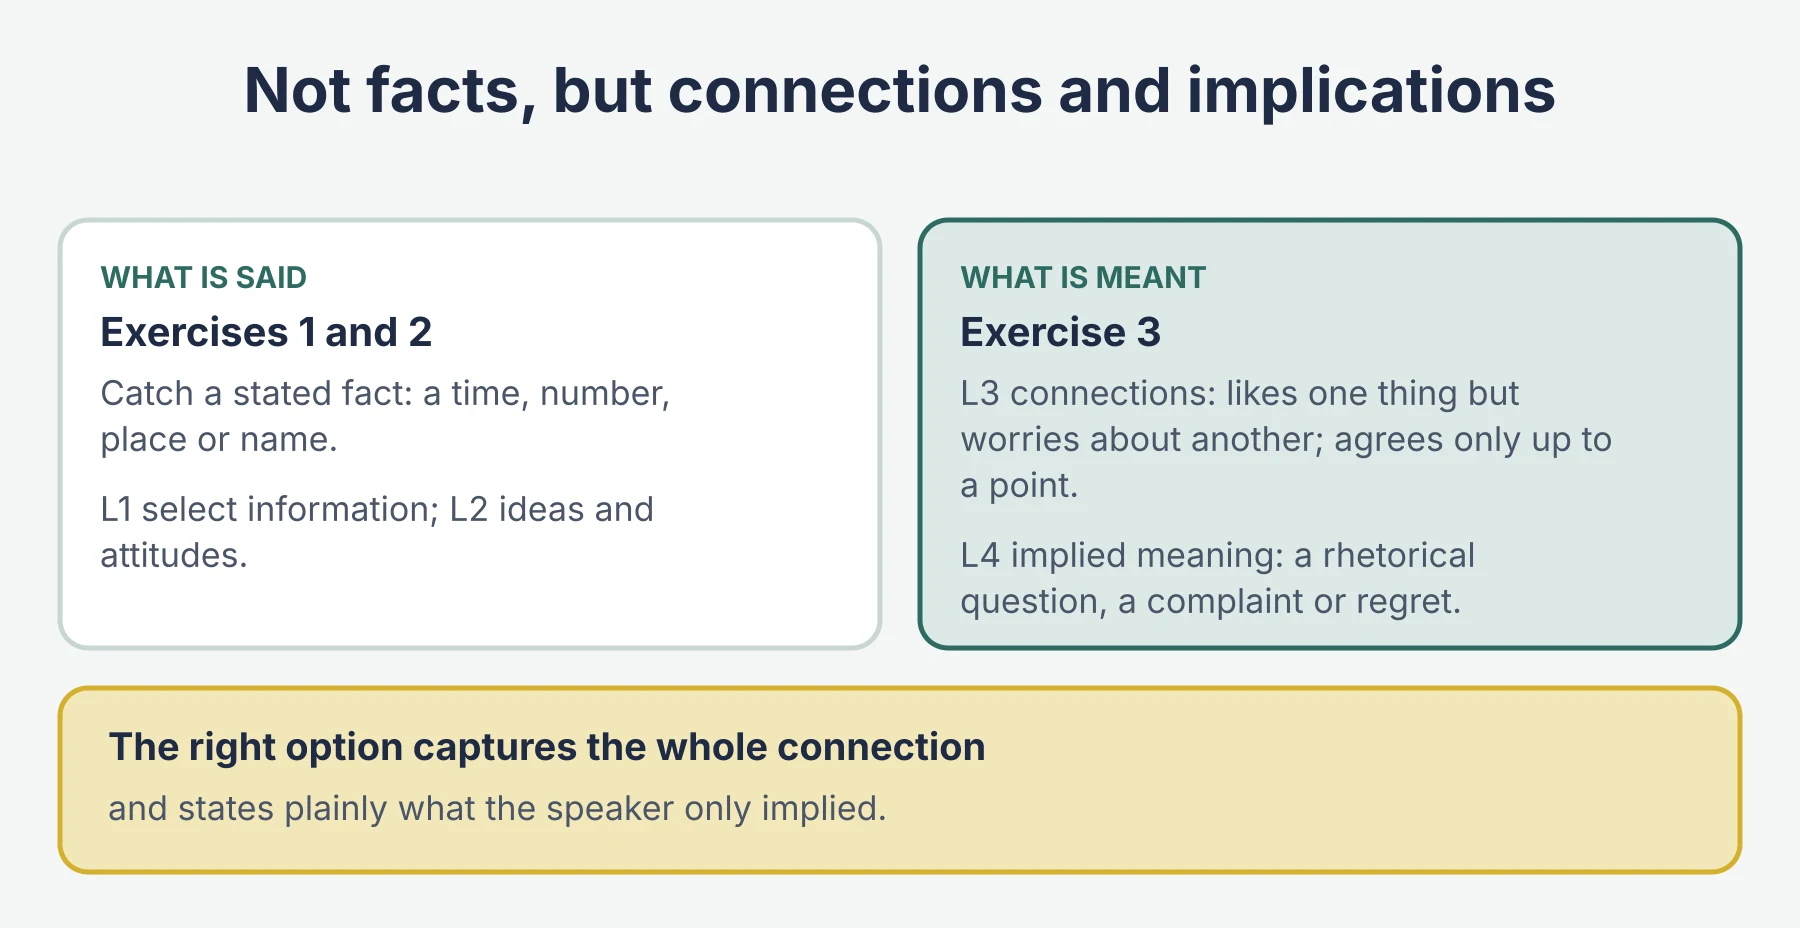 Not facts, but connections and implications
WHAT IS SAID
Exercises 1 and 2
Catch a stated fact: a time, number,
place or name.
L1 select information; L2 ideas and
attitudes.
WHAT IS MEANT
Exercise 3
L3 connections: likes one thing but
worries about another; agrees only up to
a point.
L4 implied meaning: a rhetorical
question, a complaint or regret.
The right option captures the whole connection
and states plainly what the speaker only implied.